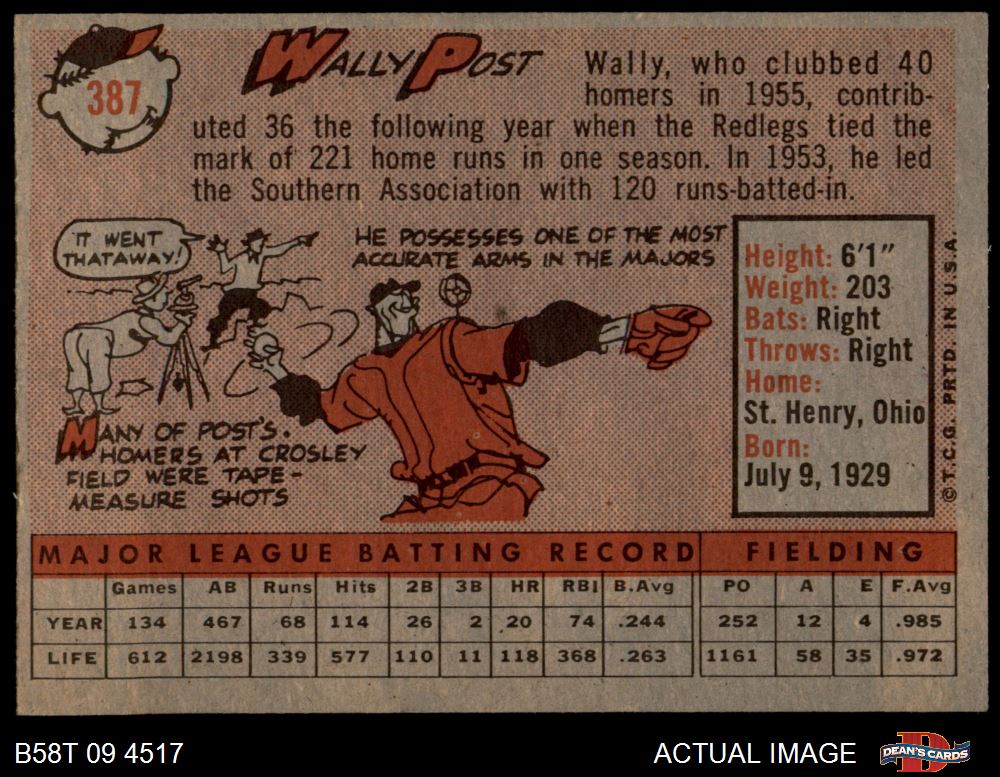 387
WALLY POST
Wally, who clubbed 40
homers in 1955, contrib-
uted 36 the following year when the Redlegs tied the
mark of 221 home runs in one season. In 1953, he led
the Southern Association with 120 runs-batted-in.
IT WENT
THATAWAY!
HE POSSESSES ONE OF THE MOST
ACCURATE ARMS IN THE MAJORS
MANY OF POST'S
HOMERS AT CROSLEY
FIELD WERE TAPE-
MEASURE SHOTS
Height: 6'1"
Weight: 203
Bats: Right
Throws: Right
Home:
St. Henry, Ohio
Born:
July 9, 1929
©T.C.G. PRTD. IN U.S.A.
MAJOR LEAGUE BATTING RECORD FIELDING
Games AB Runs Hits 2B 3B HR RBI B.Avg PO A E F.Avg
YEAR 134 467 68 114 26 2 20 74 .244 252 12 4 .985
LIFE 612 2198 339 577 110 11 118 368 .263 1161 58 35 .972
B58T 09 4517
ACTUAL IMAGE
DEAN'S CARDS